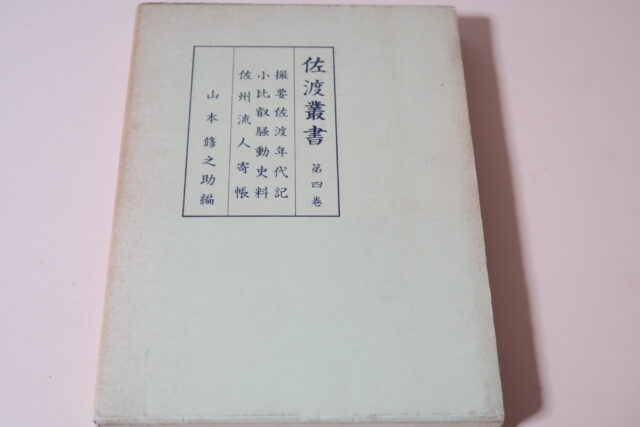 佐渡叢書 第四巻
撮要佐渡年代記
小比叡騒動史料
佐州流人寄帳
山本修之助編